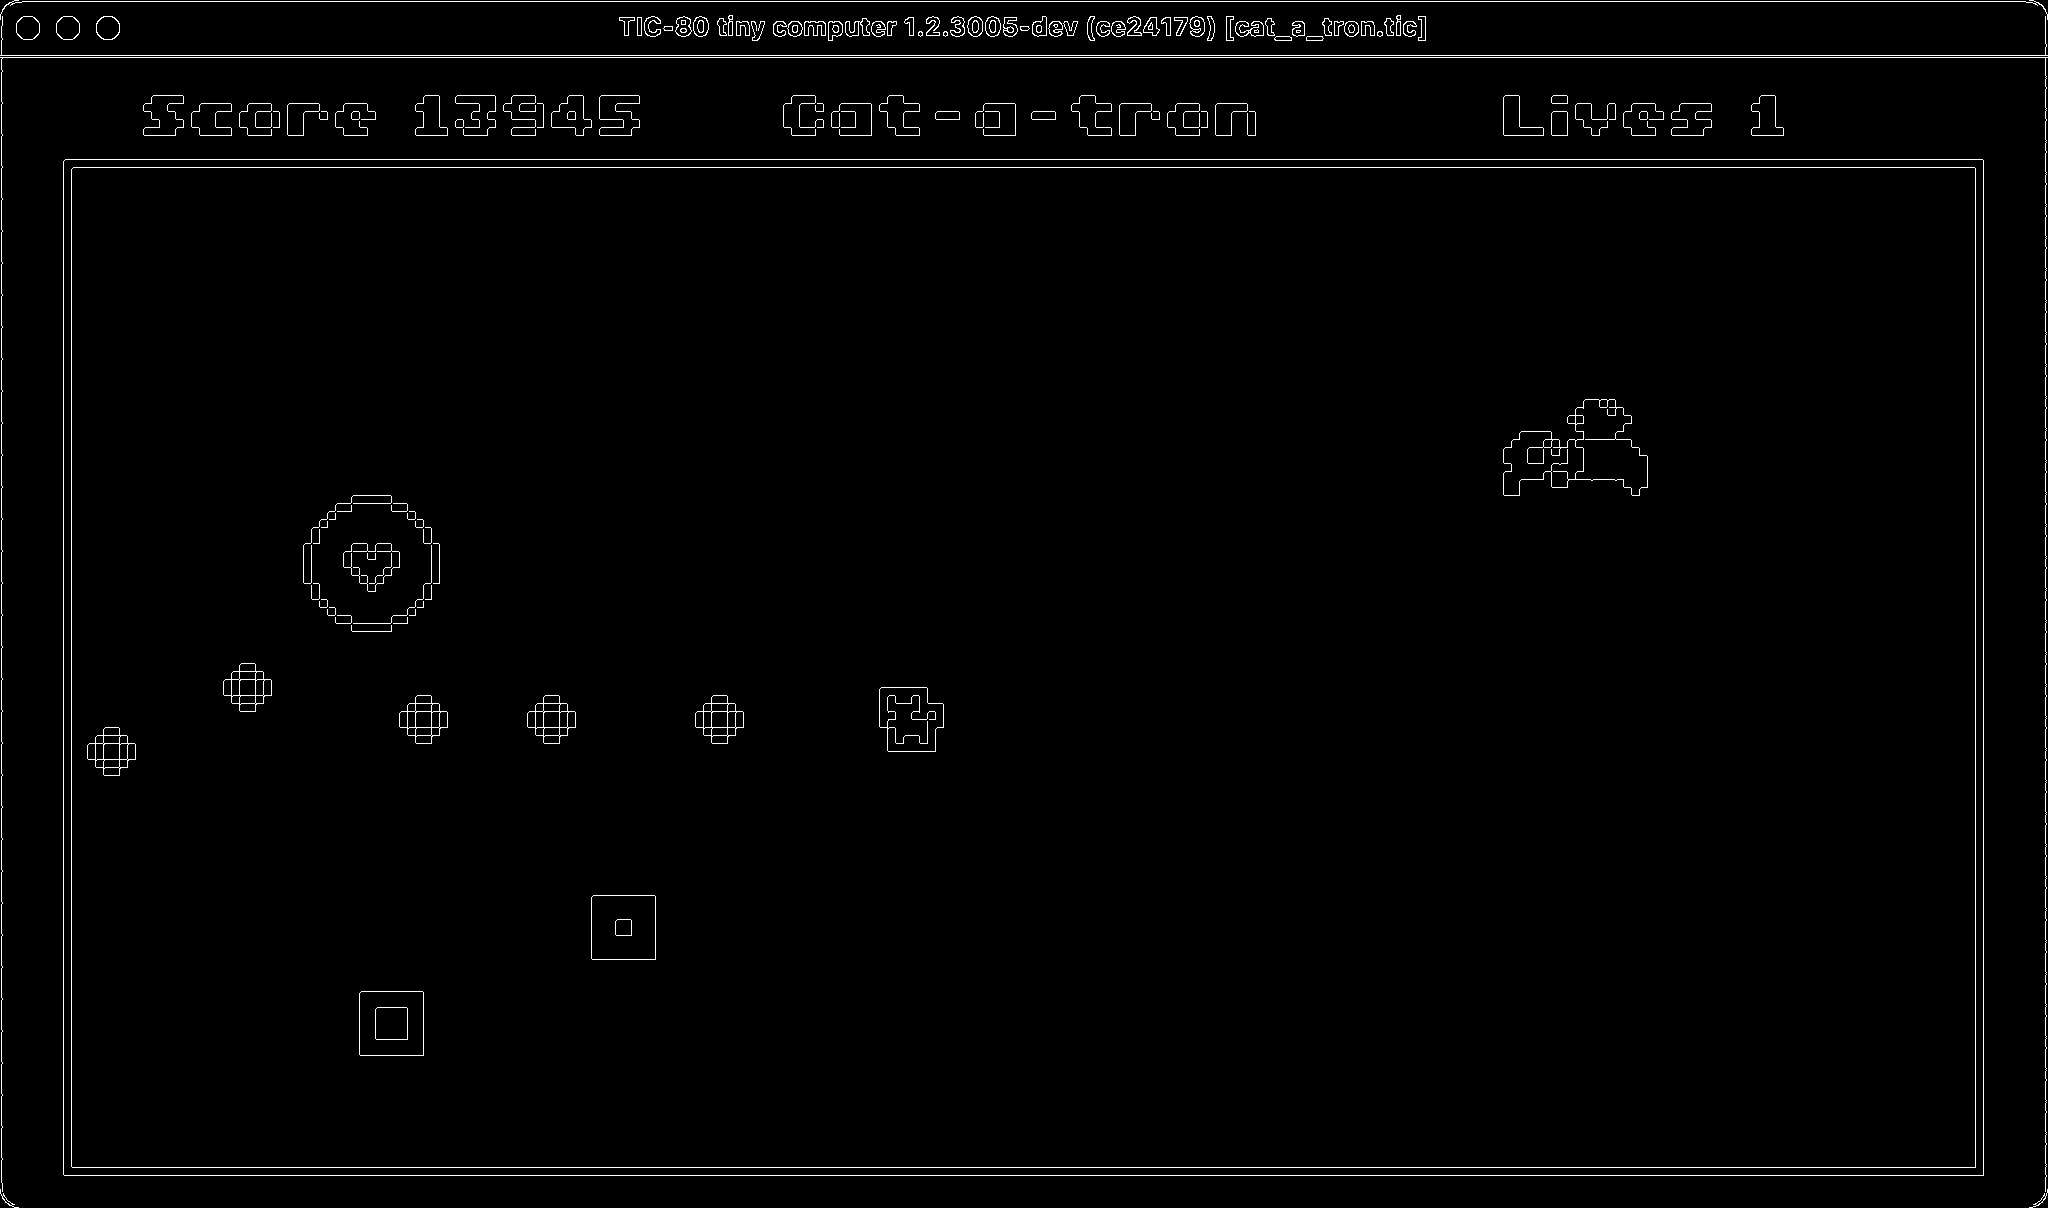 TIC-80 tiny computer 1.2.3005-dev (ce24179) [cat_a_tron.tic]
Score 13945 Cat-a-tron Lives 1